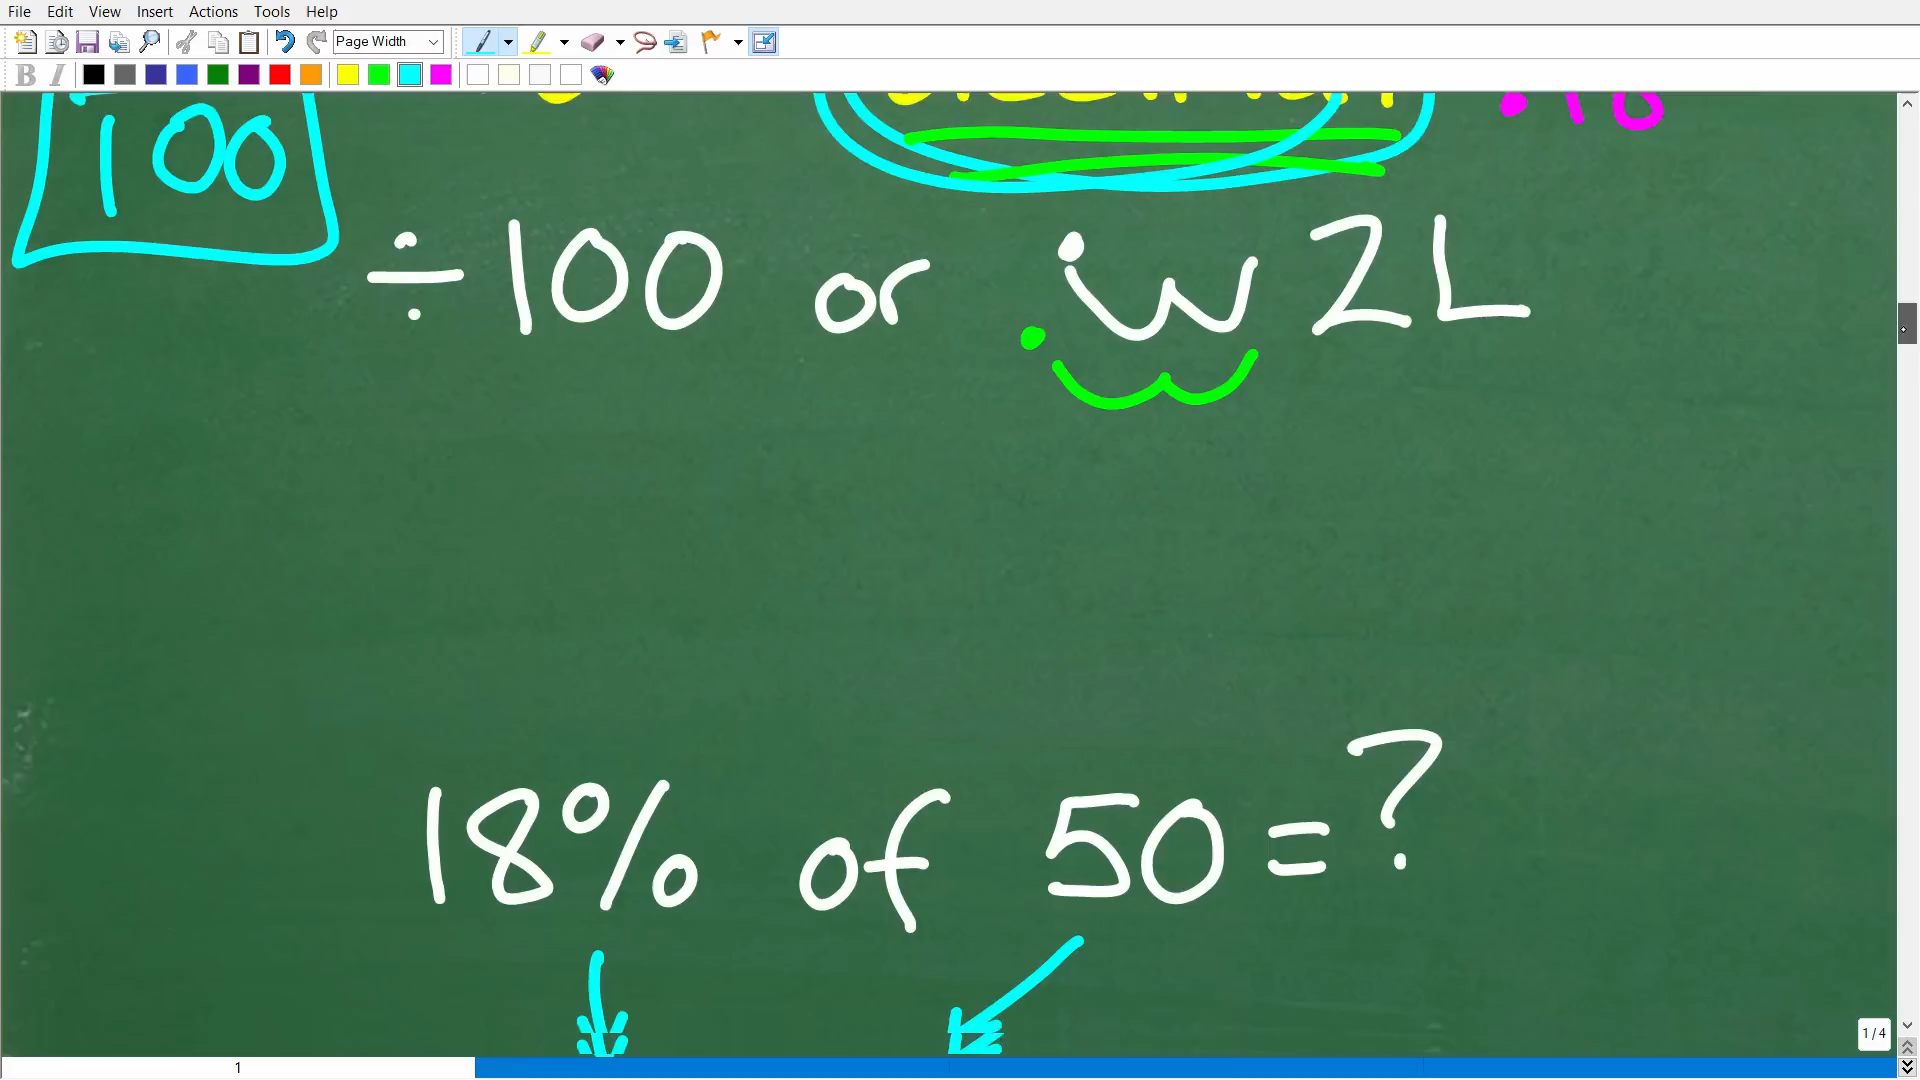 File Edit View Insert Actions Tools Help
Page Width
B I
100
.18
÷100 or . 2L
18% of 50 = ?
1/4
1